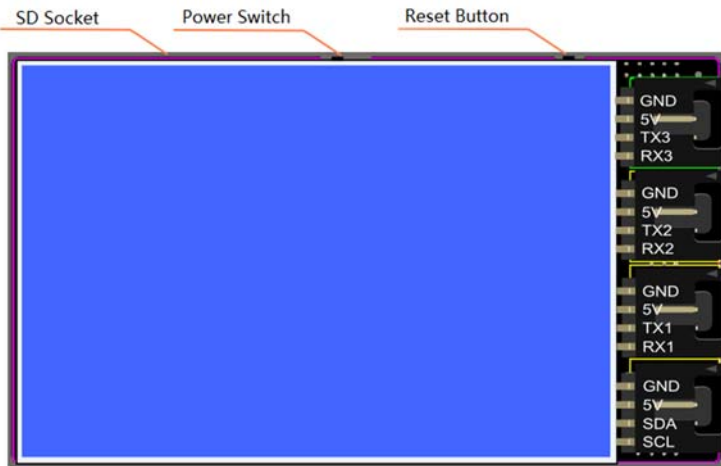 SD Socket Power Switch Reset Button
GND
5V
TX3
RX3
GND
5V
TX2
RX2
GND
5V
TX1
RX1
GND
5V
SDA
SCL